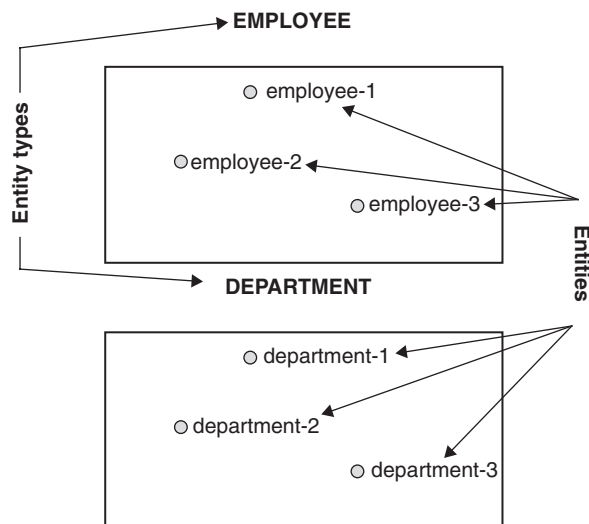 EMPLOYEE
employee-1
employee-2
employee-3
Entity types
Entities
DEPARTMENT
department-1
department-2
department-3